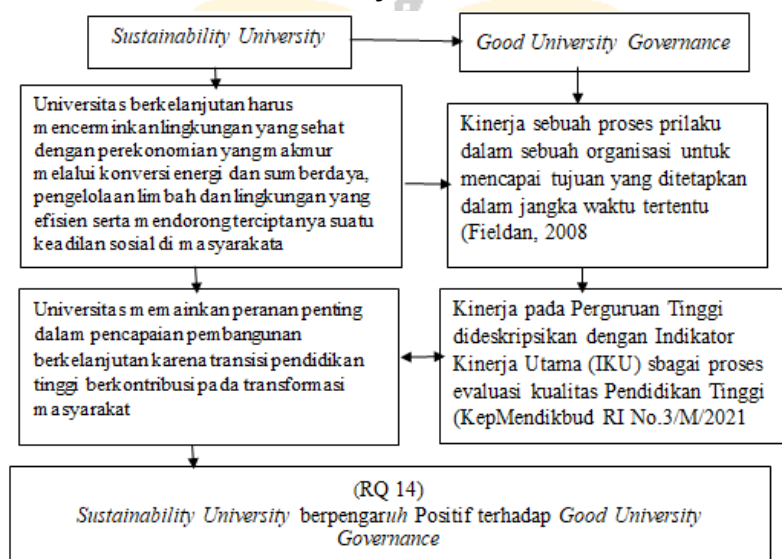 Sustainability University
Good University Governance
Universitas berkelanjutan harus
mencerminkan lingkungan yang sehat
dengan perekonomian yang makmur
melalui konversi energi dan sumberdaya,
pengelolaan limbah dan lingkungan yang
efisien serta mendorong terciptanya suatu
keadilan sosial di masyarakata
Kinerja sebuah proses prilaku
dalam sebuah organisasi untuk
mencapai tujuan yang ditetapkan
dalam jangka waktu tertentu
(Fieldan, 2008
Universitas memainkan peranan penting
dalam pencapaian pembangunan
berkelanjutan karena transisi pendidikan
tinggi berkontribusi pada transformasi
masyarakat
Kinerja pada Perguruan Tinggi
dideskripsikan dengan Indikator
Kinerja Utama (IKU) sbagai proses
evaluasi kualitas Pendidikan Tinggi
(KepMendikbud RI No.3/M/2021
(RQ 14)
Sustainability University berpengaruh Positif terhadap Good University
Governance